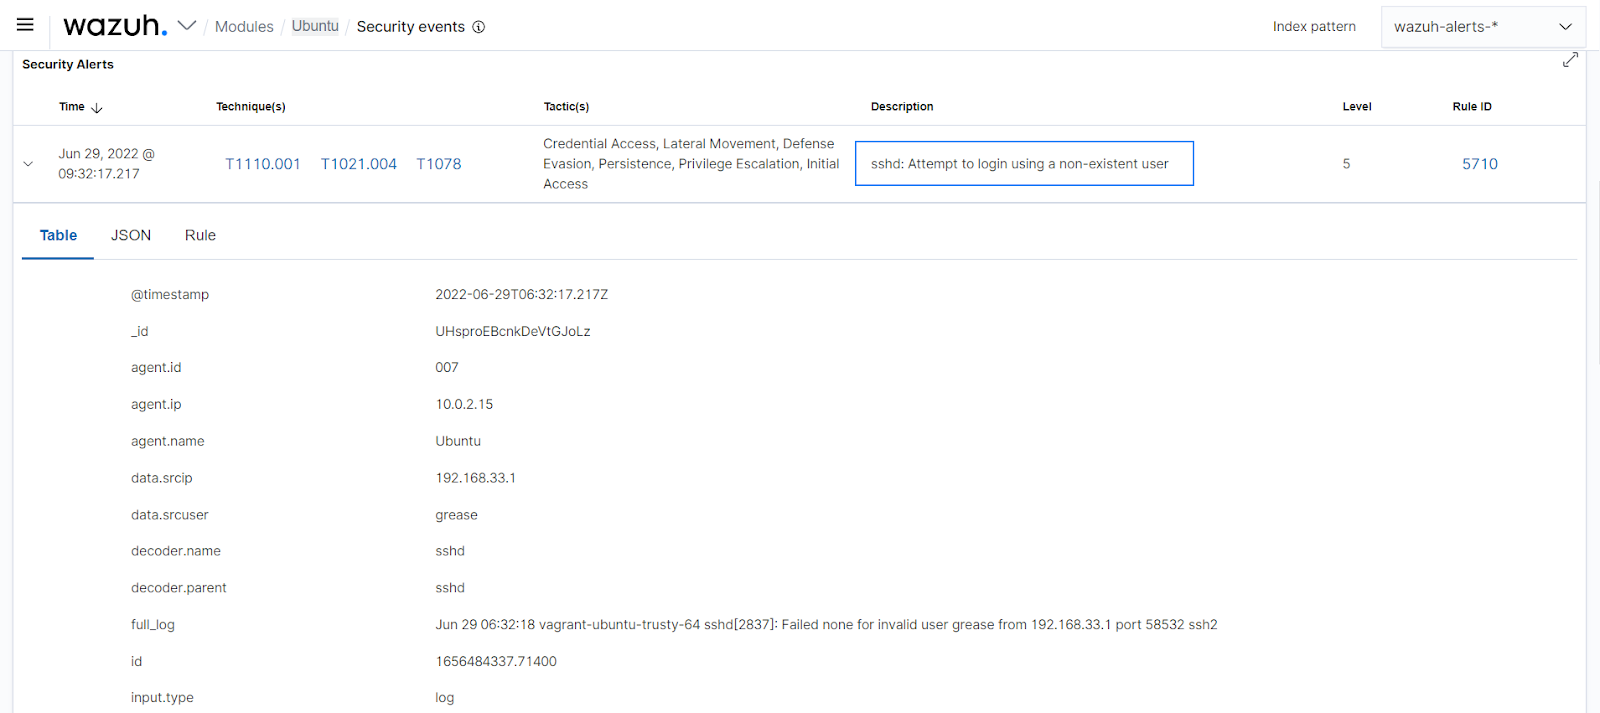 wazuh. / Modules / Ubuntu / Security events Index pattern wazuh-alerts-*
Security Alerts
Time Technique(s) Tactic(s) Description Level Rule ID
Jun 29, 2022 @
09:32:17.217
T1110.001 T1021.004 T1078
Credential Access, Lateral Movement, Defense
Evasion, Persistence, Privilege Escalation, Initial
Access
sshd: Attempt to login using a non-existent user
5
5710
Table JSON Rule
@timestamp 2022-06-29T06:32:17.217Z
_id UHsproEBcnkDeVtGJoLz
agent.id 007
agent.ip 10.0.2.15
agent.name Ubuntu
data.srcip 192.168.33.1
data.srcuser grease
decoder.name sshd
decoder.parent sshd
full_log Jun 29 06:32:18 vagrant-ubuntu-trusty-64 sshd[2837]: Failed none for invalid user grease from 192.168.33.1 port 58532 ssh2
id 1656484337.71400
input.type log